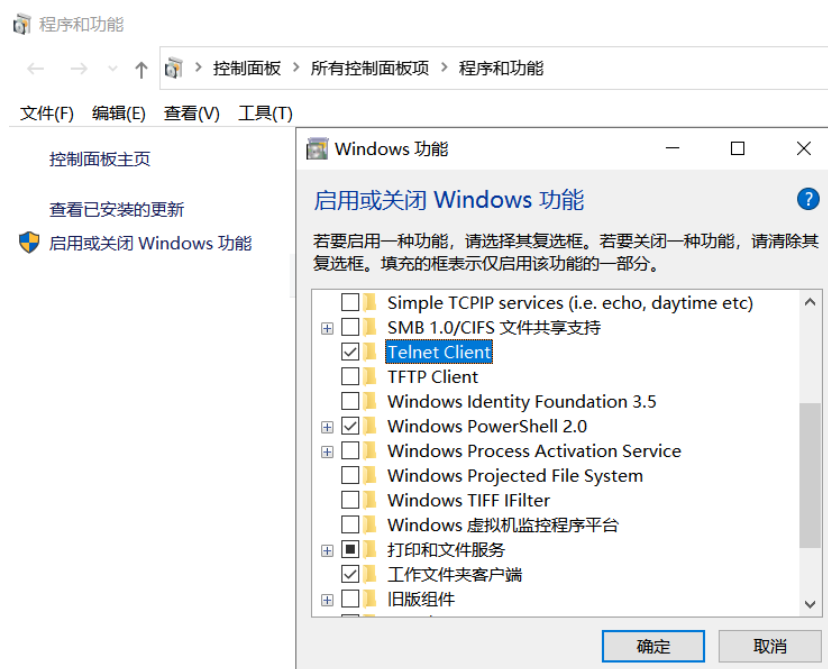 程序和功能
控制面板 > 所有控制面板项 > 程序和功能
文件(F) 编辑(E) 查看(V) 工具(T)
控制面板主页
查看已安装的更新
启用或关闭 Windows 功能
Windows 功能
启用或关闭 Windows 功能
若要启用一种功能，请选择其复选框。若要关闭一种功能，请清除其
复选框。填充的框表示仅启用该功能的一部分。
Simple TCPIP services (i.e. echo, daytime etc)
SMB 1.0/CIFS 文件共享支持
Telnet Client
TFTP Client
Windows Identity Foundation 3.5
Windows PowerShell 2.0
Windows Process Activation Service
Windows Projected File System
Windows TIFF IFilter
Windows 虚拟机监控程序平台
打印和文件服务
工作文件夹客户端
旧版组件
确定 取消